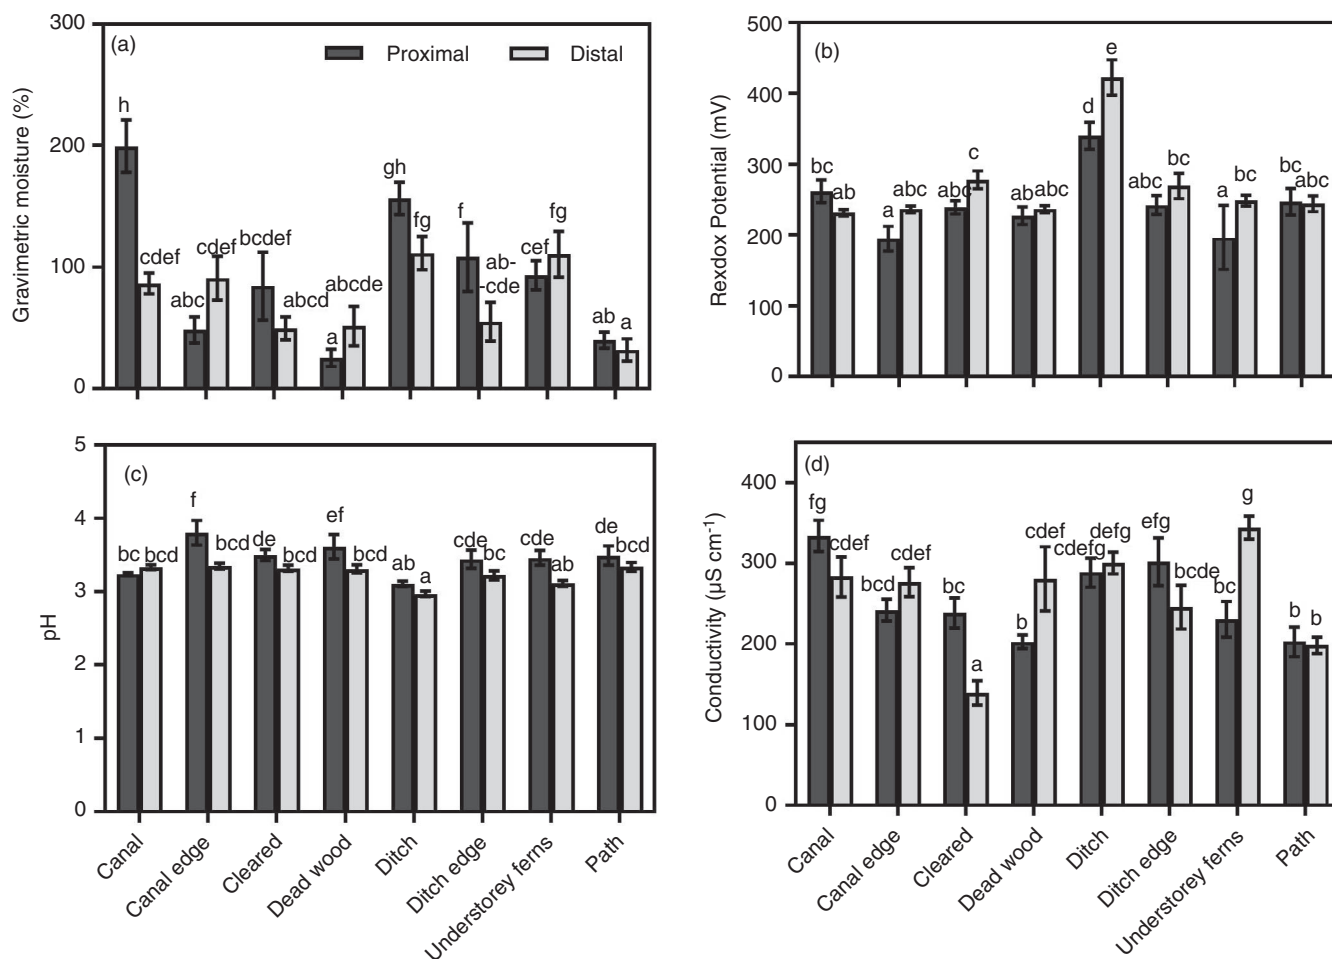 300
(a)
Proximal
Distal
h
200
gh
fg
f
fg
cdef
cdef
bcdef
ab-
-cde
cef
abc
abcd
abcde
a
ab
a
100
0
Gravimetric moisture (%)
500
(b)
e
400
d
300
bc
ab
a
abc
abc
c
ab
abc
abc
bc
a
bc
bc
abc
200
100
0
Rexdox Potential (mV)
5
(c)
f
4
bc
bcd
bcd
de
bcd
ef
bcd
ab
a
cde
bc
cde
ab
de
bcd
3
2
1
0
pH
Canal
Canal edge
Cleared
Dead wood
Ditch
Ditch edge
Understorey ferns
Path
(d)
400
fg
cdef
bcd
cdef
bc
a
b
cdef
cdefg
defg
efg
bcde
bc
g
b
b
300
200
100
0
Conductivity (µS cm⁻¹)
Canal
Canal edge
Cleared
Dead wood
Ditch
Ditch edge
Understorey ferns
Path